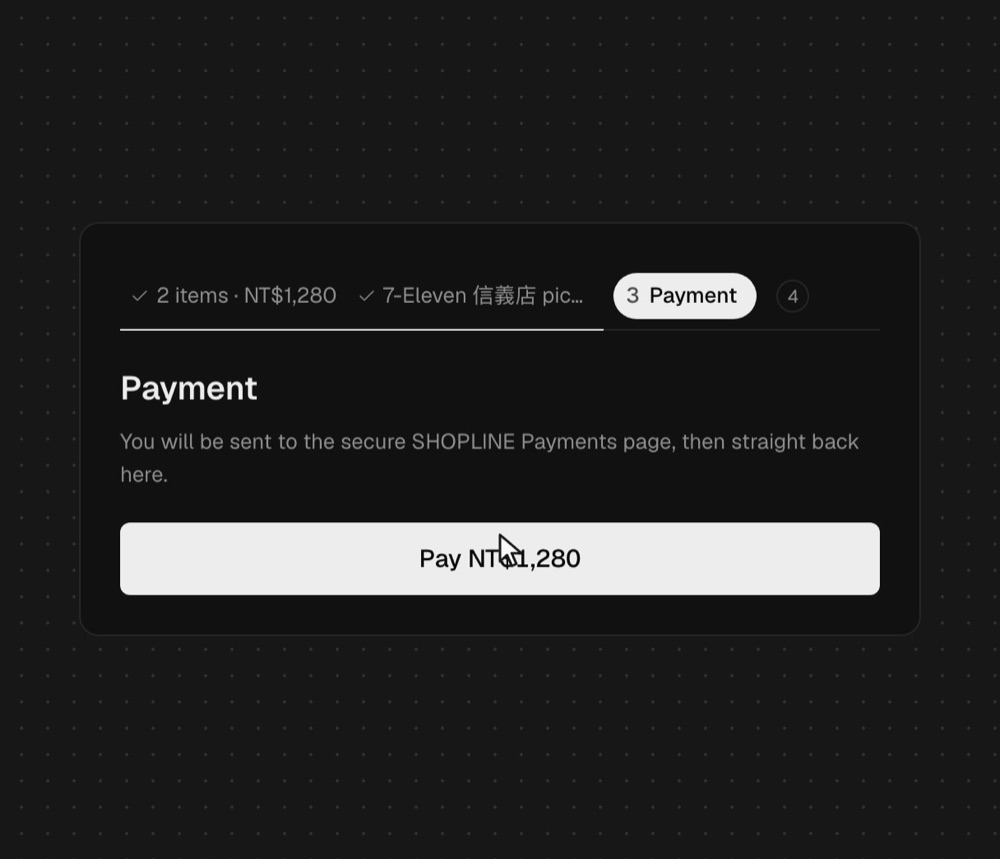 2 items · NT$1,280 7-Eleven 信義店 pic... 3 Payment 4
Payment
You will be sent to the secure SHOPLINE Payments page, then straight back
here.
Pay NT$1,280